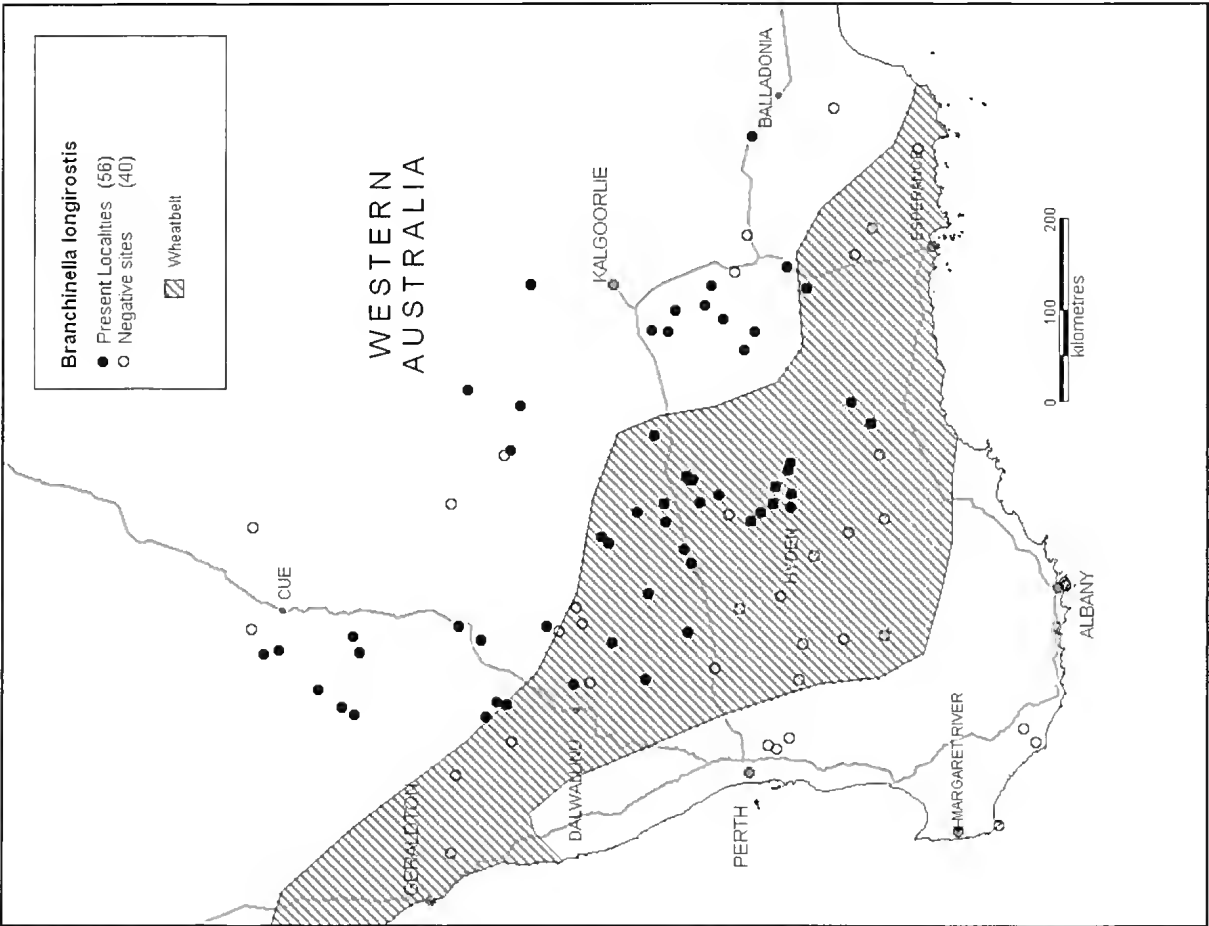 Branchinella longirostis
Present Localities (56)
Negative sites (40)
Wheatbelt
WESTERN
AUSTRALIA
CUE
KALGOORLIE
BALLADONIA
GERALDTON
DALWALLINU
HYDEN
ESPERANCE
PERTH
MARGARET RIVER
ALBANY
0 100 200
kilometres